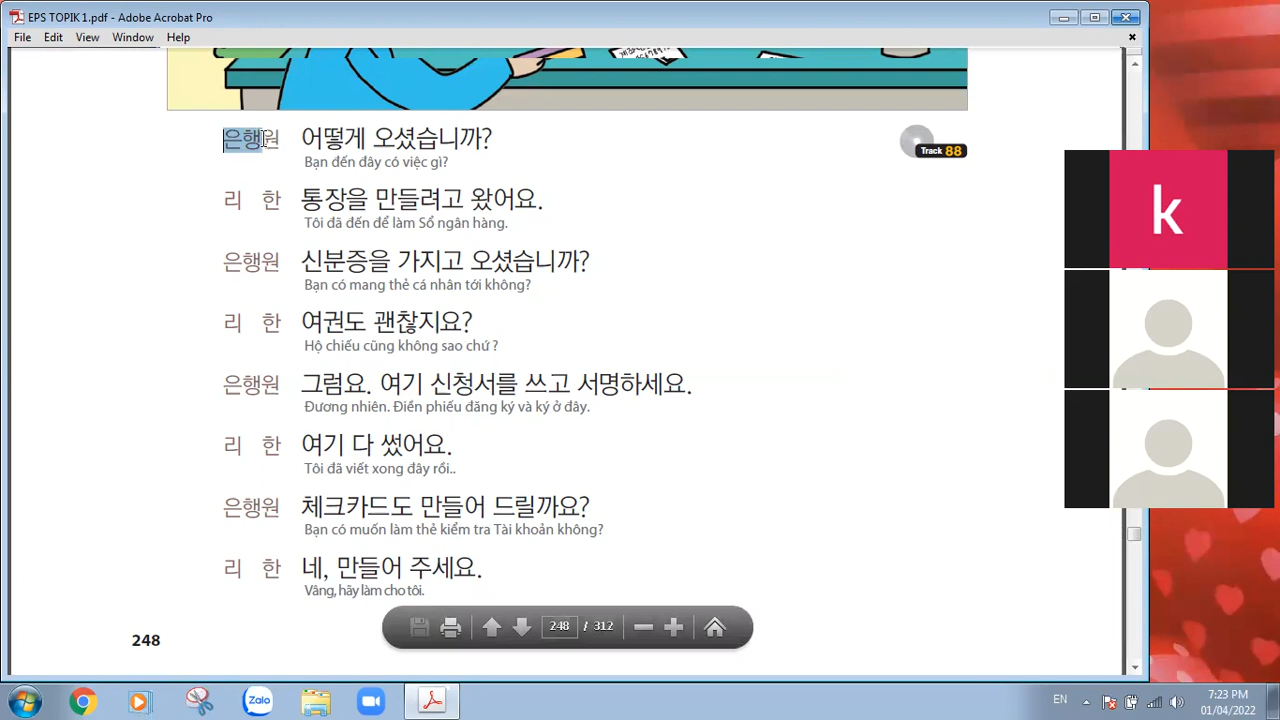 EPS TOPIK 1.pdf - Adobe Acrobat Pro
File Edit View Window Help
은행원 어떻게 오셨습니까?
Bạn đến đây có việc gì?
Track 88
리 한 통장을 만들려고 왔어요.
Tôi đã đến để làm Sổ ngân hàng.
은행원 신분증을 가지고 오셨습니까?
Bạn có mang thẻ cá nhân tới không?
리 한 여권도 괜찮지요?
Hộ chiếu cũng không sao chứ ?
은행원 그럼요. 여기 신청서를 쓰고 서명하세요.
Đương nhiên. Điền phiếu đăng ký và ký ở đây.
리 한 여기 다 썼어요.
Tôi đã viết xong đây rồi..
은행원 체크카드도 만들어 드릴까요?
Bạn có muốn làm thẻ kiểm tra Tài khoản không?
리 한 네, 만들어 주세요.
Vâng, hãy làm cho tôi.
248 / 312
248
k
Zalo
EN
7:23 PM
01/04/2022